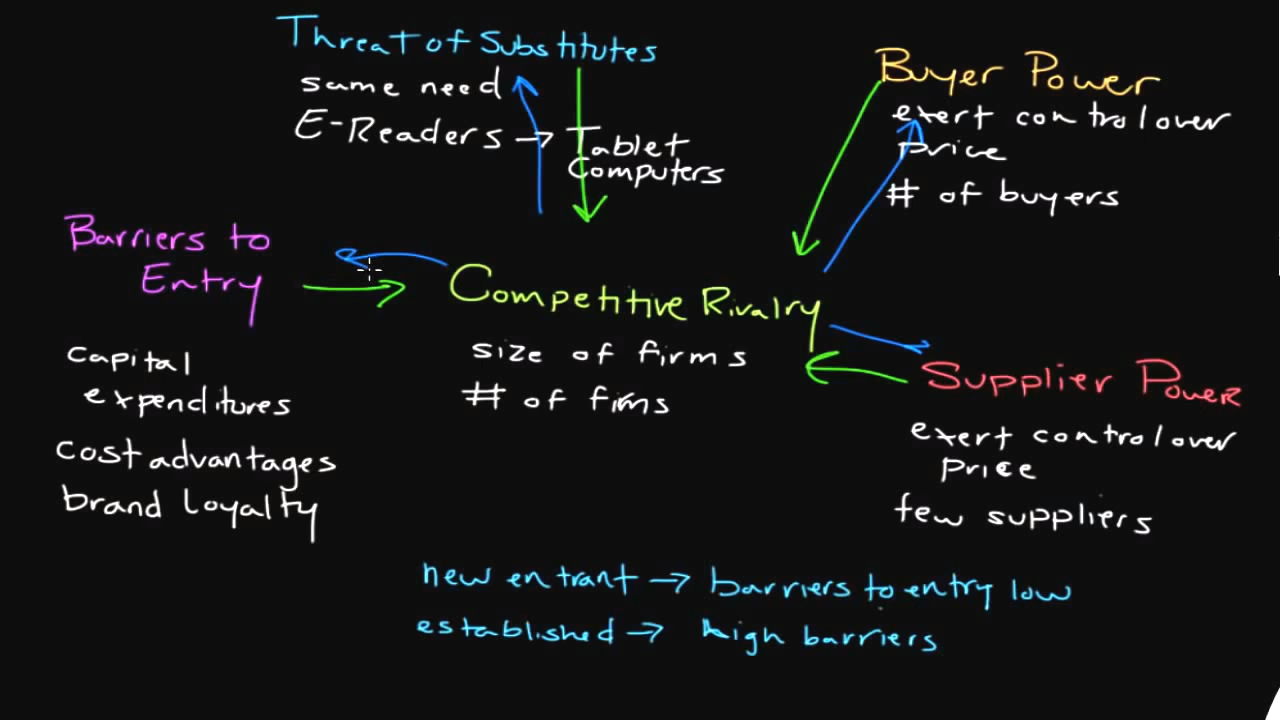 Threat of Substitutes
same need
E-Readers → Tablet
Computers
Buyer Power
exert control over
price
# of buyers
Barriers to
Entry
capital
expenditures
cost advantages
brand loyalty
Competitive Rivalry
size of firms
# of firms
Supplier Power
exert control over
price
few suppliers
new entrant → barriers to entry low
established → high barriers